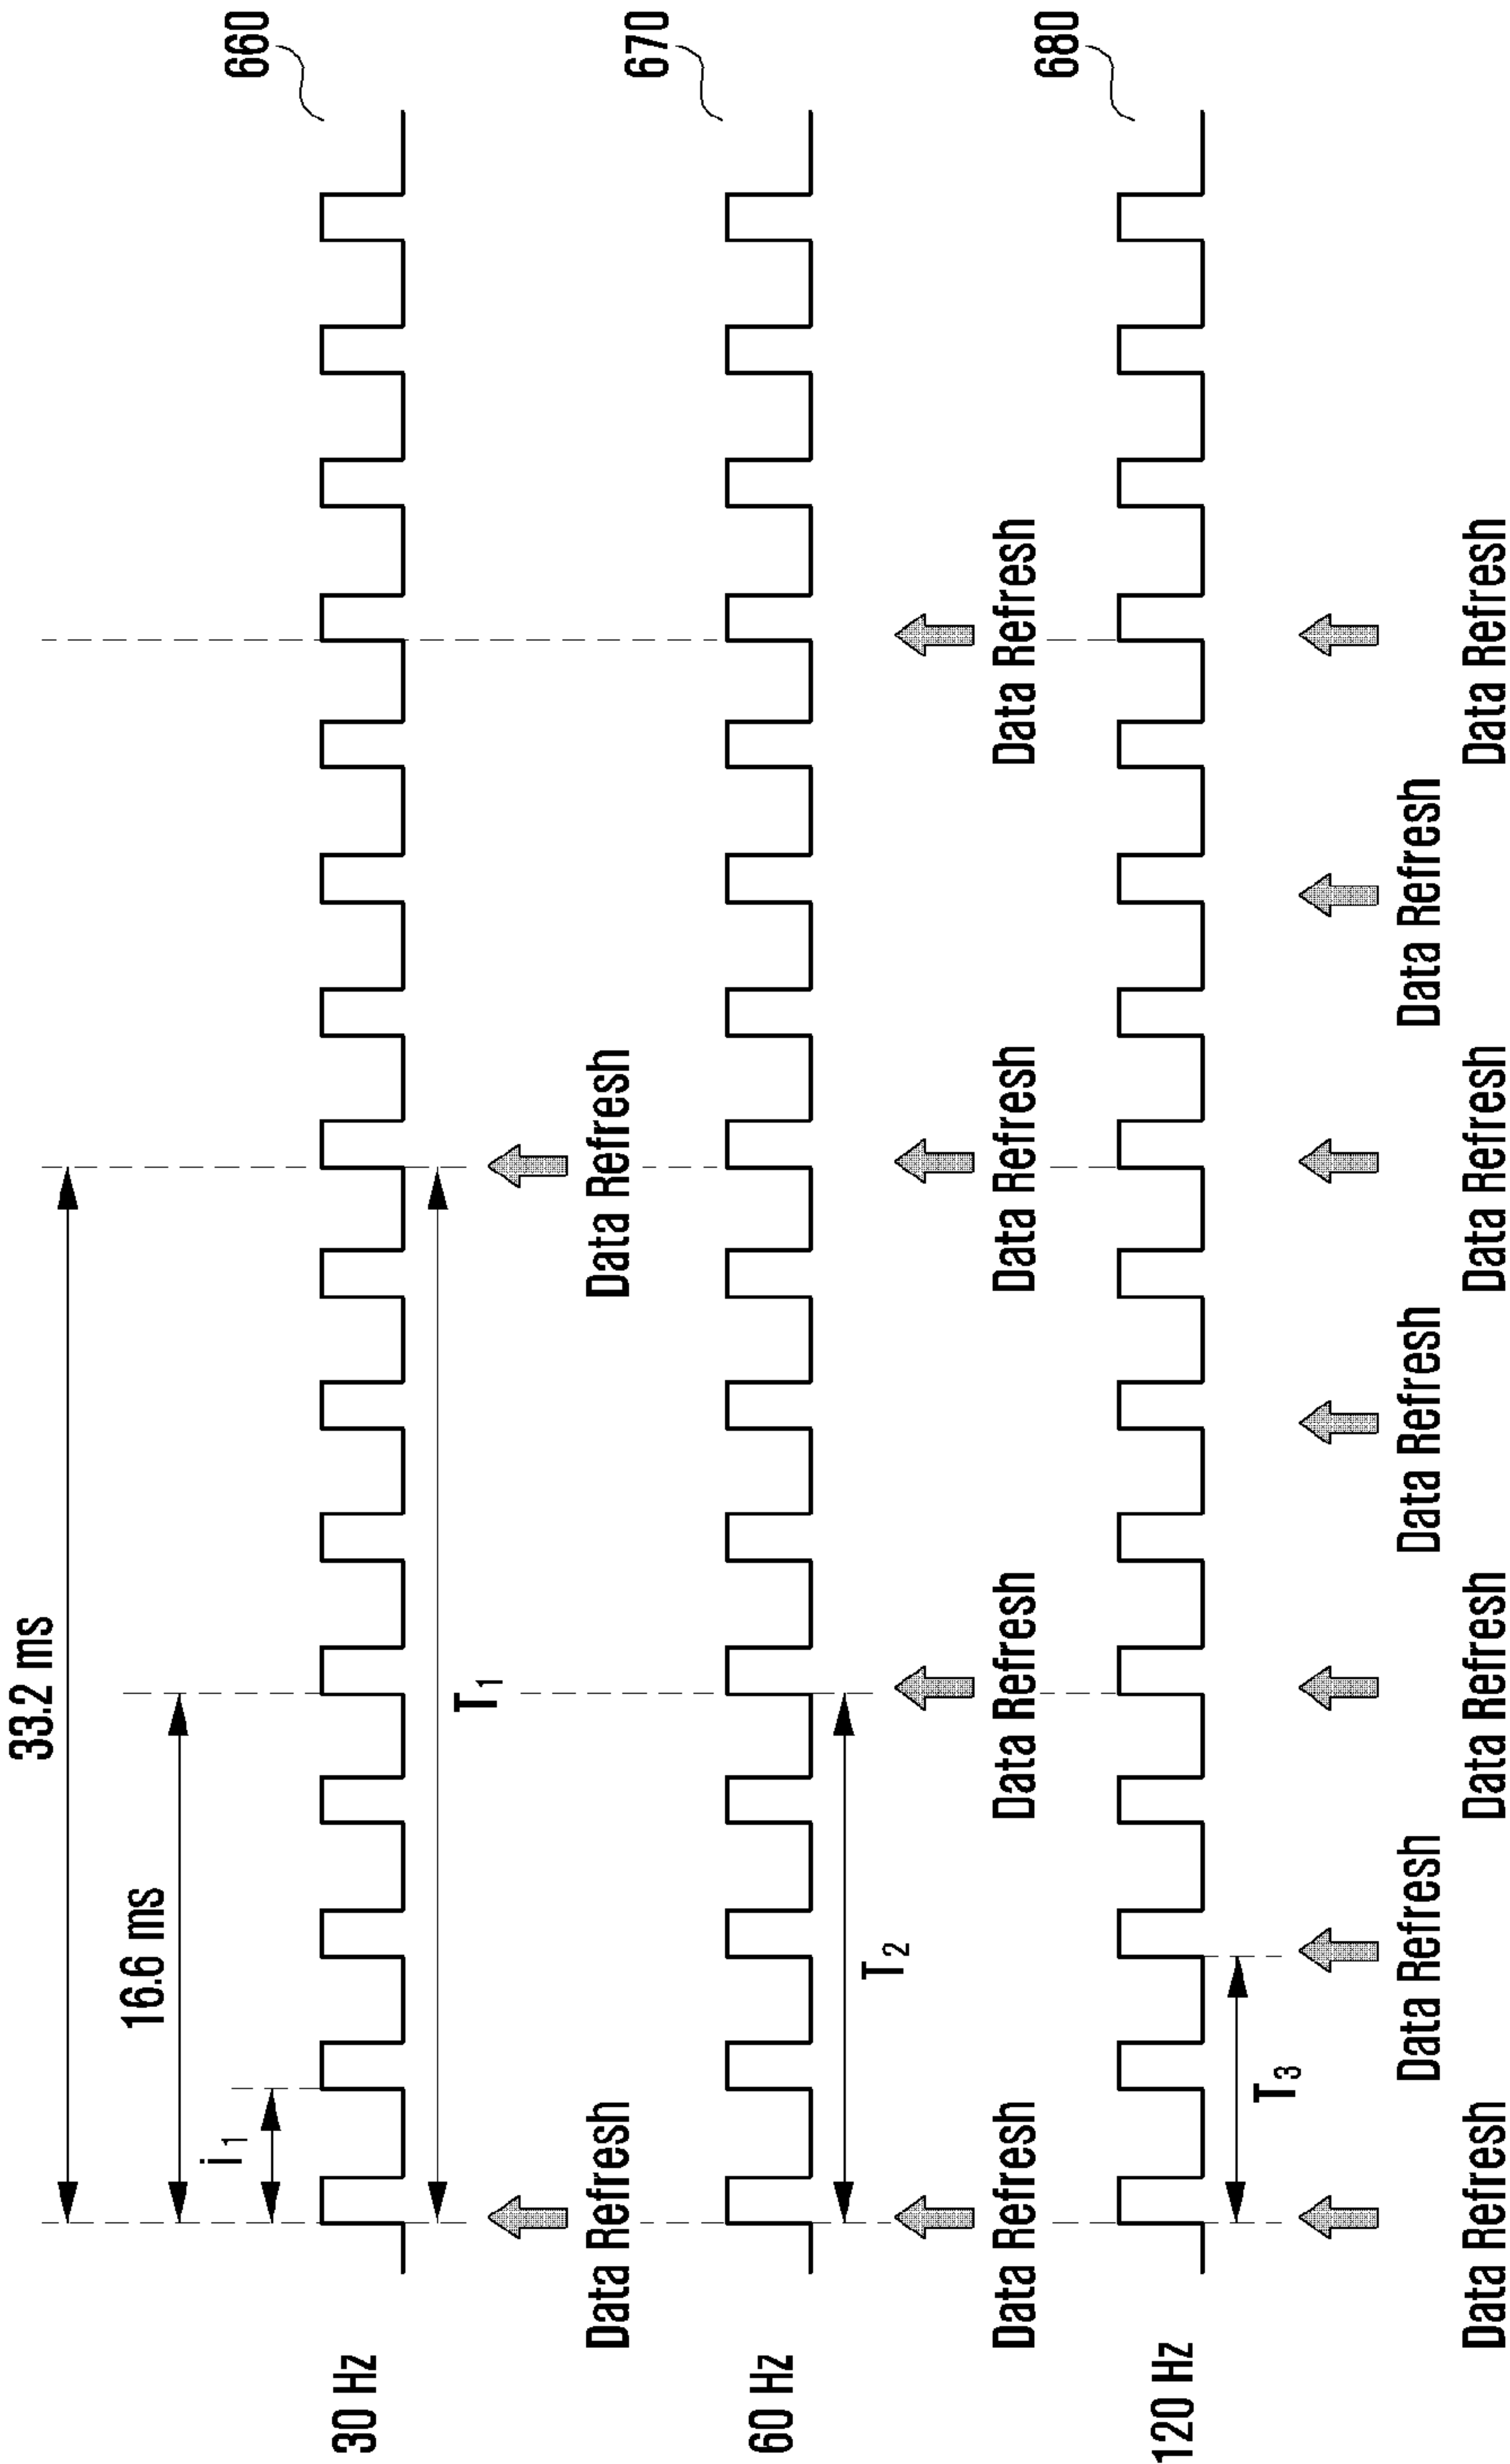 33.2 ms
16.6 ms
i1
660
30 Hz
T1
Data Refresh
Data Refresh
670
60 Hz
T2
Data Refresh
Data Refresh
Data Refresh
Data Refresh
680
120 Hz
T3
Data Refresh
Data Refresh
Data Refresh
Data Refresh
Data Refresh
Data Refresh
Data Refresh